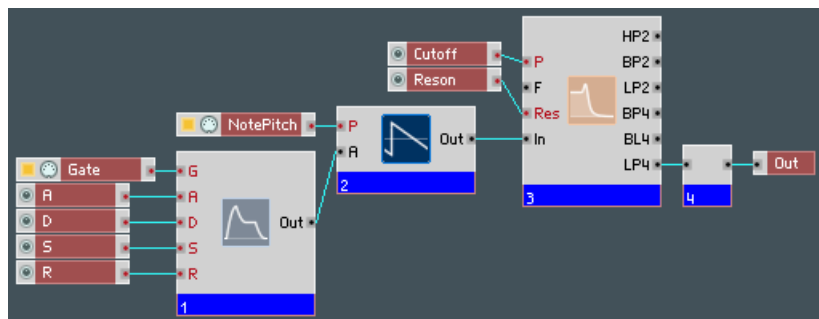 HP2
Cutoff
P
BP2
Reson
F
LP2
Res
BP4
NotePitch
P
In
BL4
A
Out
LP4
Out
Gate
G
2
3
4
A
A
D
D
Out
S
S
R
R
1